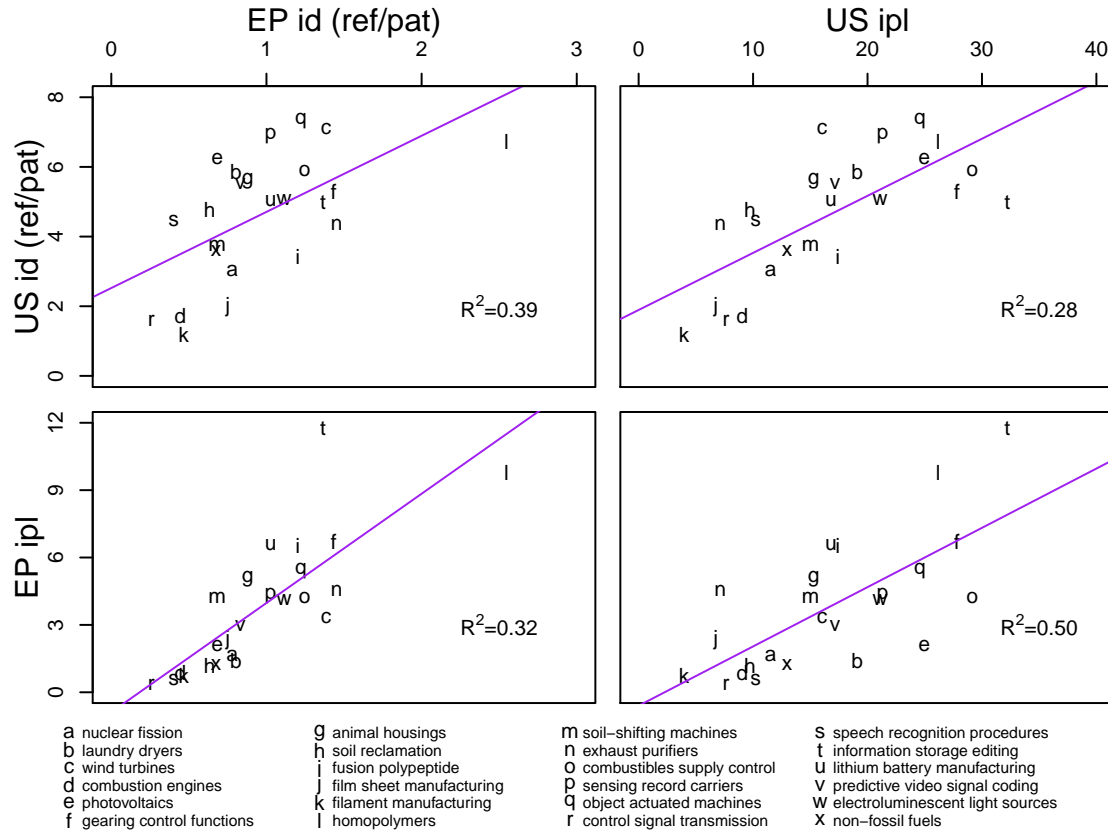 EP id (ref/pat) US ipl
0 1 2 3 0 10 20 30 40
US id (ref/pat)
8
6
4
2
0
q c p l e o b v g f w u t h s n m x i a j d r k
R²=0.39
q c p l e o b v g f w u t h s n m x i a j d r k
R²=0.28
EP ipl
12
9
6
3
0
t l u i f g q n p m o w c v j e a b x h d s k r
R²=0.32
t l u i f g q n p m o w c v j e a b x h d s k r
R²=0.50
a nuclear fission
b laundry dryers
c wind turbines
d combustion engines
e photovoltaics
f gearing control functions
g animal housings
h soil reclamation
i fusion polypeptide
j film sheet manufacturing
k filament manufacturing
l homopolymers
m soil−shifting machines
n exhaust purifiers
o combustibles supply control
p sensing record carriers
q object actuated machines
r control signal transmission
s speech recognition procedures
t information storage editing
u lithium battery manufacturing
v predictive video signal coding
w electroluminescent light sources
x non−fossil fuels